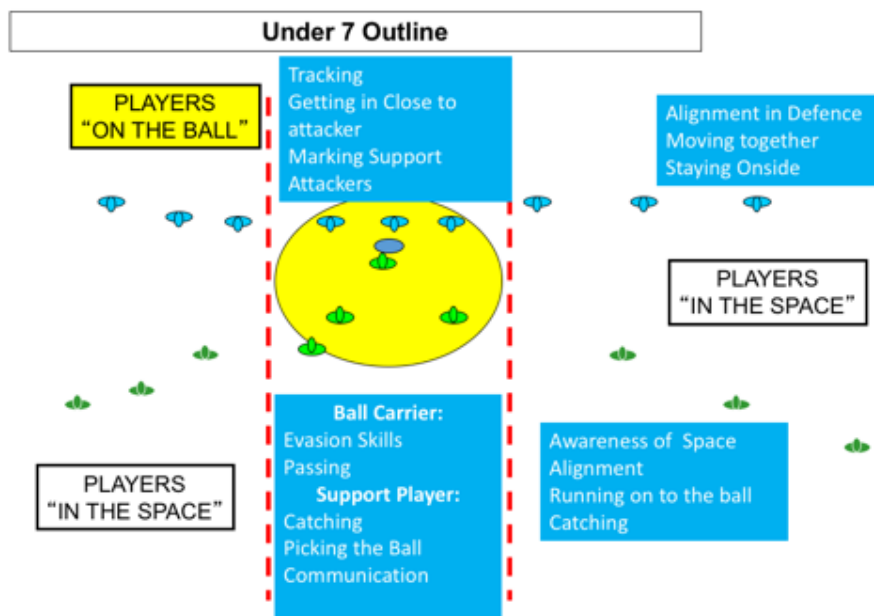 Under 7 Outline
PLAYERS
"ON THE BALL"
Tracking
Getting in Close to
attacker
Marking Support
Attackers
Alignment in Defence
Moving together
Staying Onside
PLAYERS
"IN THE SPACE"
PLAYERS
"IN THE SPACE"
Ball Carrier:
Evasion Skills
Passing
Support Player:
Catching
Picking the Ball
Communication
Awareness of  Space
Alignment
Running on to the ball
Catching